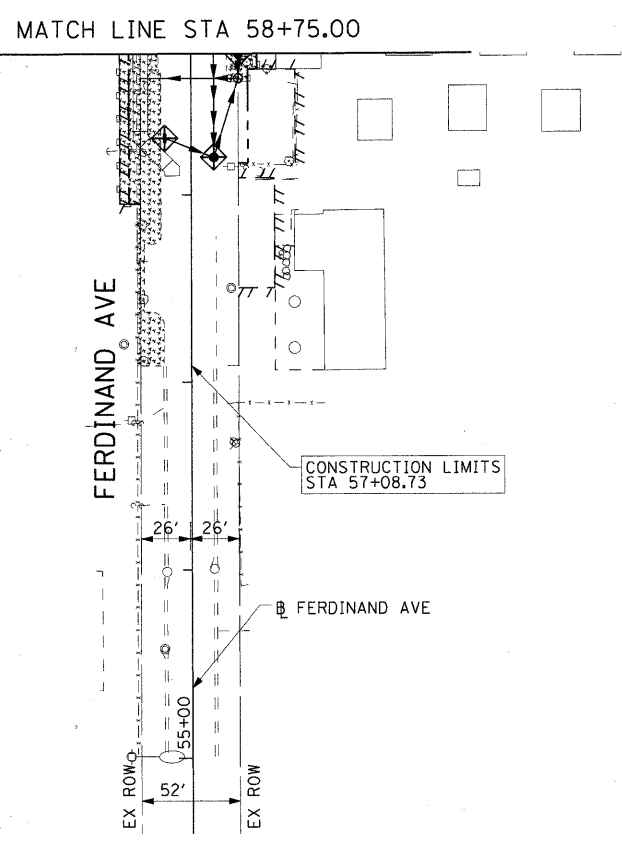 MATCH LINE STA 58+75.00
FERDINAND AVE
CONSTRUCTION LIMITS
STA 57+08.73
26' 26'
B FERDINAND AVE
55+00
52'
EX ROW
EX ROW